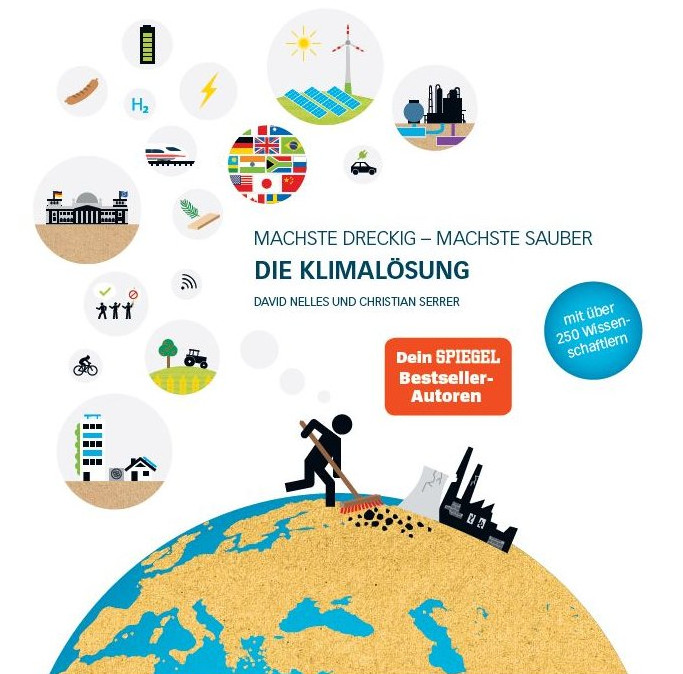 H₂
MACHSTE DRECKIG – MACHSTE SAUBER
DIE KLIMALÖSUNG
DAVID NELLES UND CHRISTIAN SERRER
mit über
250 Wissen-
schaftlern
Dein SPIEGEL
Bestseller-
Autoren